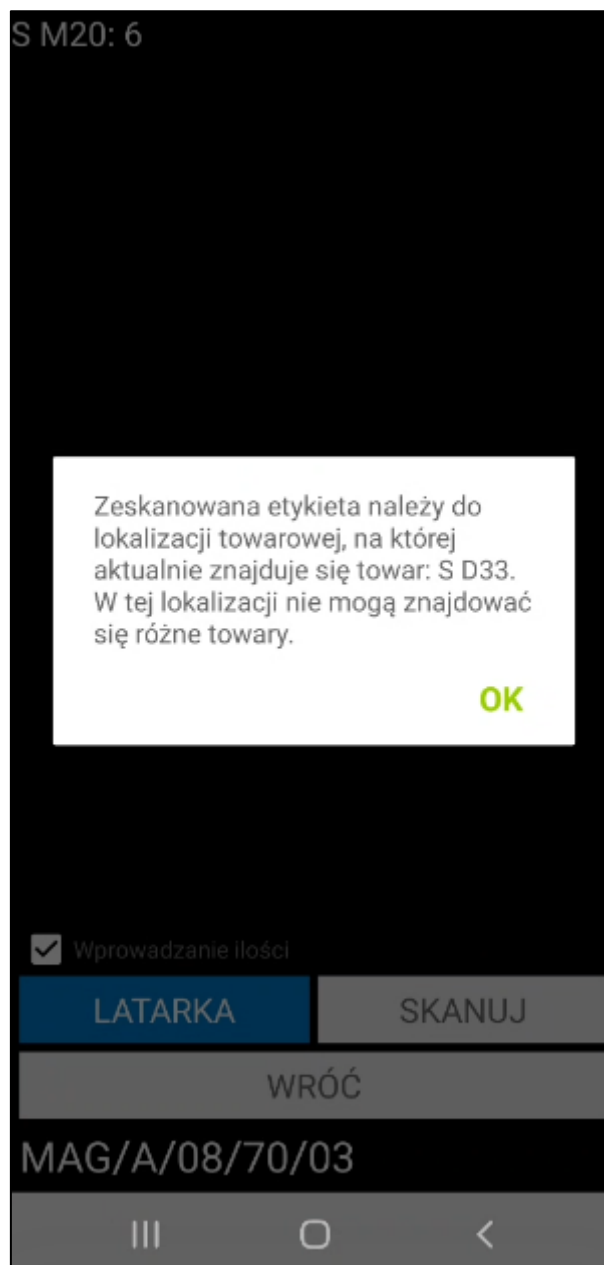 S M20: 6
Zeskanowana etykieta należy do
lokalizacji towarowej, na której
aktualnie znajduje się towar: S D33.
W tej lokalizacji nie mogą znajdować
się różne towary.
OK
Wprowadzanie ilości
LATARKA SKANUJ
WRÓĆ
MAG/A/08/70/03